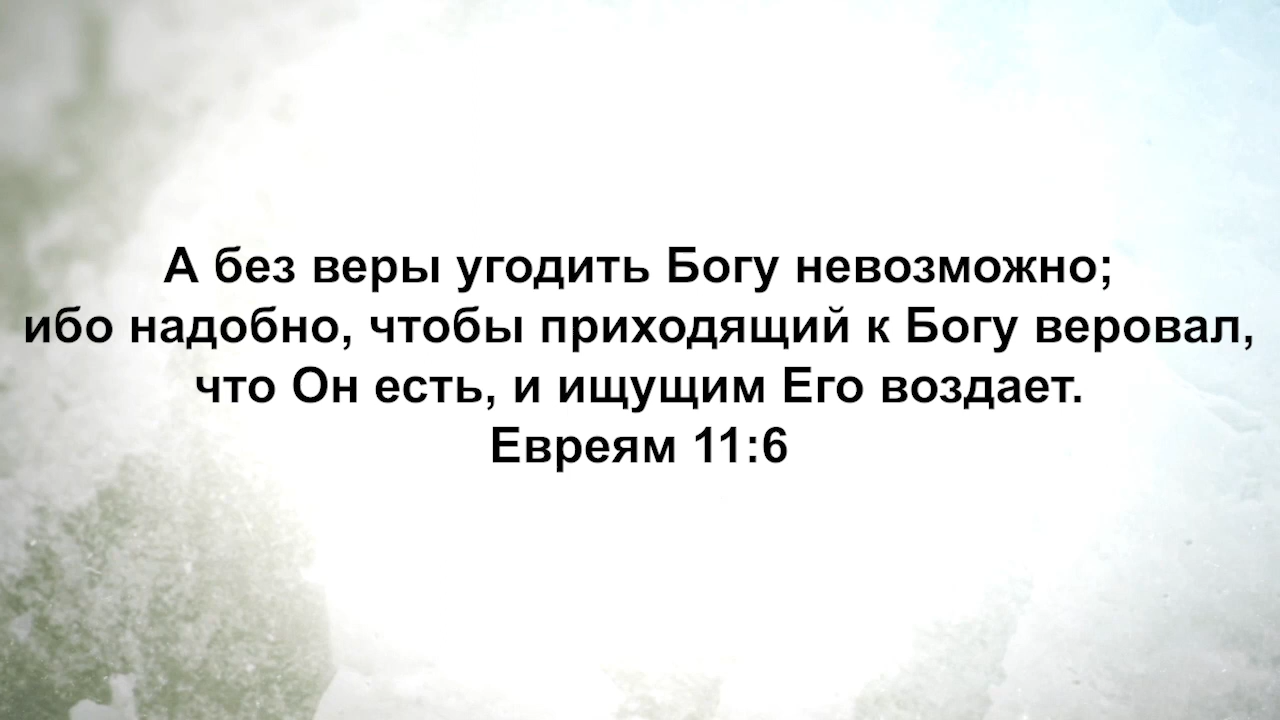 А без веры угодить Богу невозможно;
ибо надобно, чтобы приходящий к Богу веровал,
что Он есть, и ищущим Его воздает.
Евреям 11:6